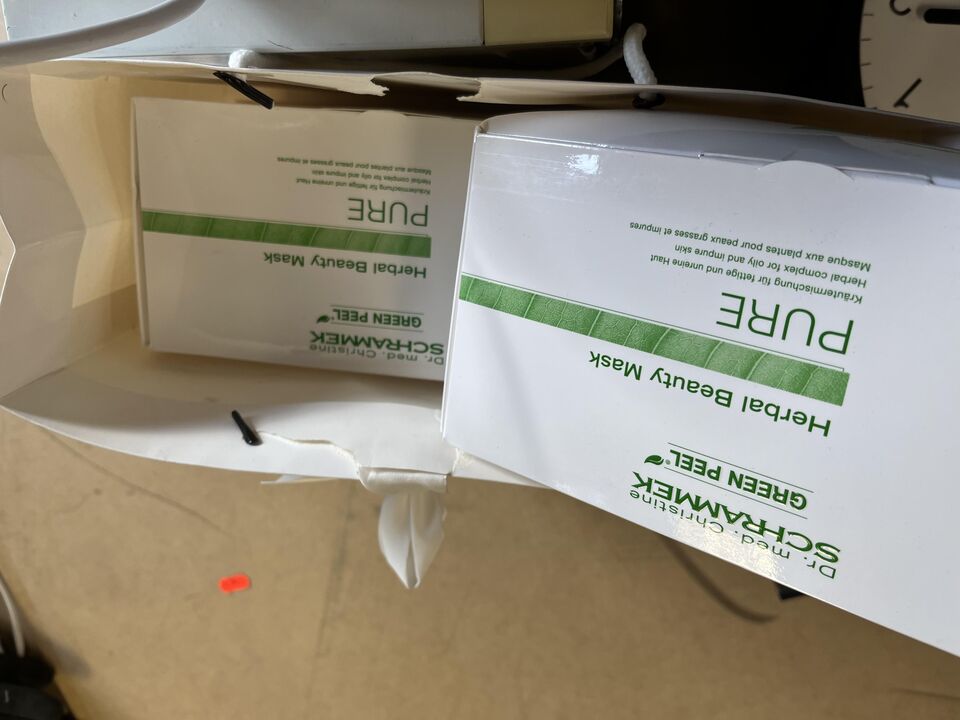 Dr. med. Christine
SCHRAMMEK
GREEN PEEL®
Herbal Beauty Mask
PURE
Kräutermischung für fettige und unreine Haut
Herbal complex for oily and impure skin
Masque aux plantes pour peaux grasses et impures
Dr. med. Christine
SCHRAMMEK
GREEN PEEL®
Herbal Beauty Mask
PURE
Kräutermischung für fettige und unreine Haut
Herbal complex for oily and impure skin
Masque aux plantes pour peaux grasses et impures